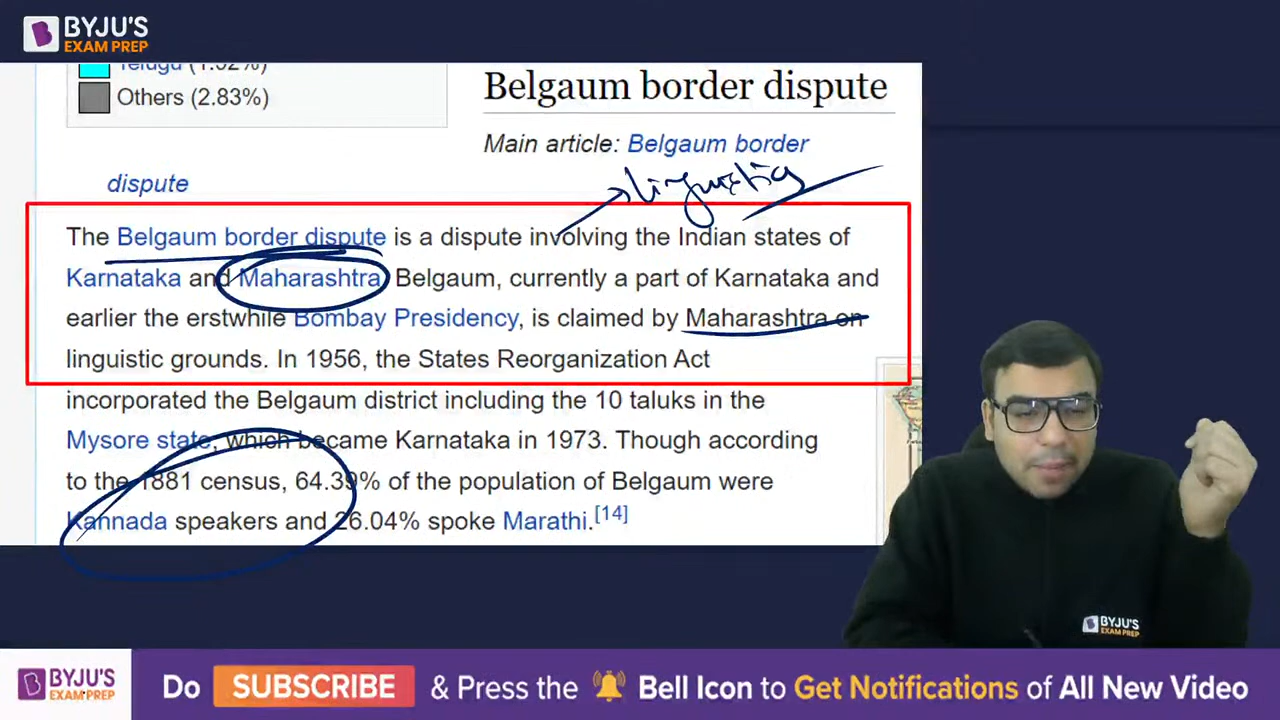 BYJU'S
EXAM PREP
Telugu (1.92%)
Others (2.83%)
Belgaum border dispute
Main article: Belgaum border
dispute
linguistic
The Belgaum border dispute is a dispute involving the Indian states of
Karnataka and Maharashtra Belgaum, currently a part of Karnataka and
earlier the erstwhile Bombay Presidency, is claimed by Maharashtra on
linguistic grounds. In 1956, the States Reorganization Act
incorporated the Belgaum district including the 10 taluks in the
Mysore state, which became Karnataka in 1973. Though according
to the 1881 census, 64.39% of the population of Belgaum were
Kannada speakers and 26.04% spoke Marathi.[14]
BYJU'S
EXAM PREP
BYJU'S
EXAM PREP
Do SUBSCRIBE & Press the Bell Icon to Get Notifications of All New Video